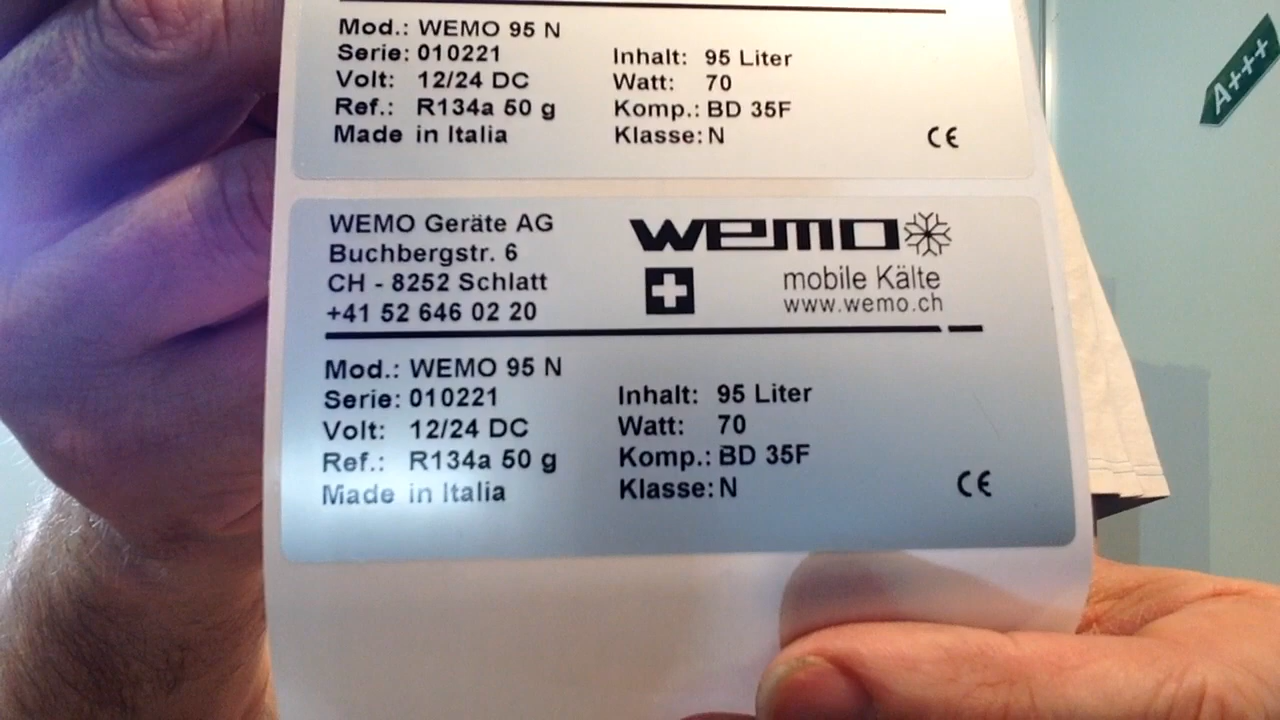 Mod.: WEMO 95 N
Serie: 010221 Inhalt: 95 Liter
Volt: 12/24 DC Watt: 70
Ref.: R134a 50 g Komp.: BD 35F
Made in Italia Klasse: N CE
A+++
WEMO Geräte AG
Buchbergstr. 6
CH - 8252 Schlatt
+41 52 646 02 20
wemo
mobile Kälte
www.wemo.ch
Mod.: WEMO 95 N
Serie: 010221 Inhalt: 95 Liter
Volt: 12/24 DC Watt: 70
Ref.: R134a 50 g Komp.: BD 35F
Made in Italia Klasse: N CE